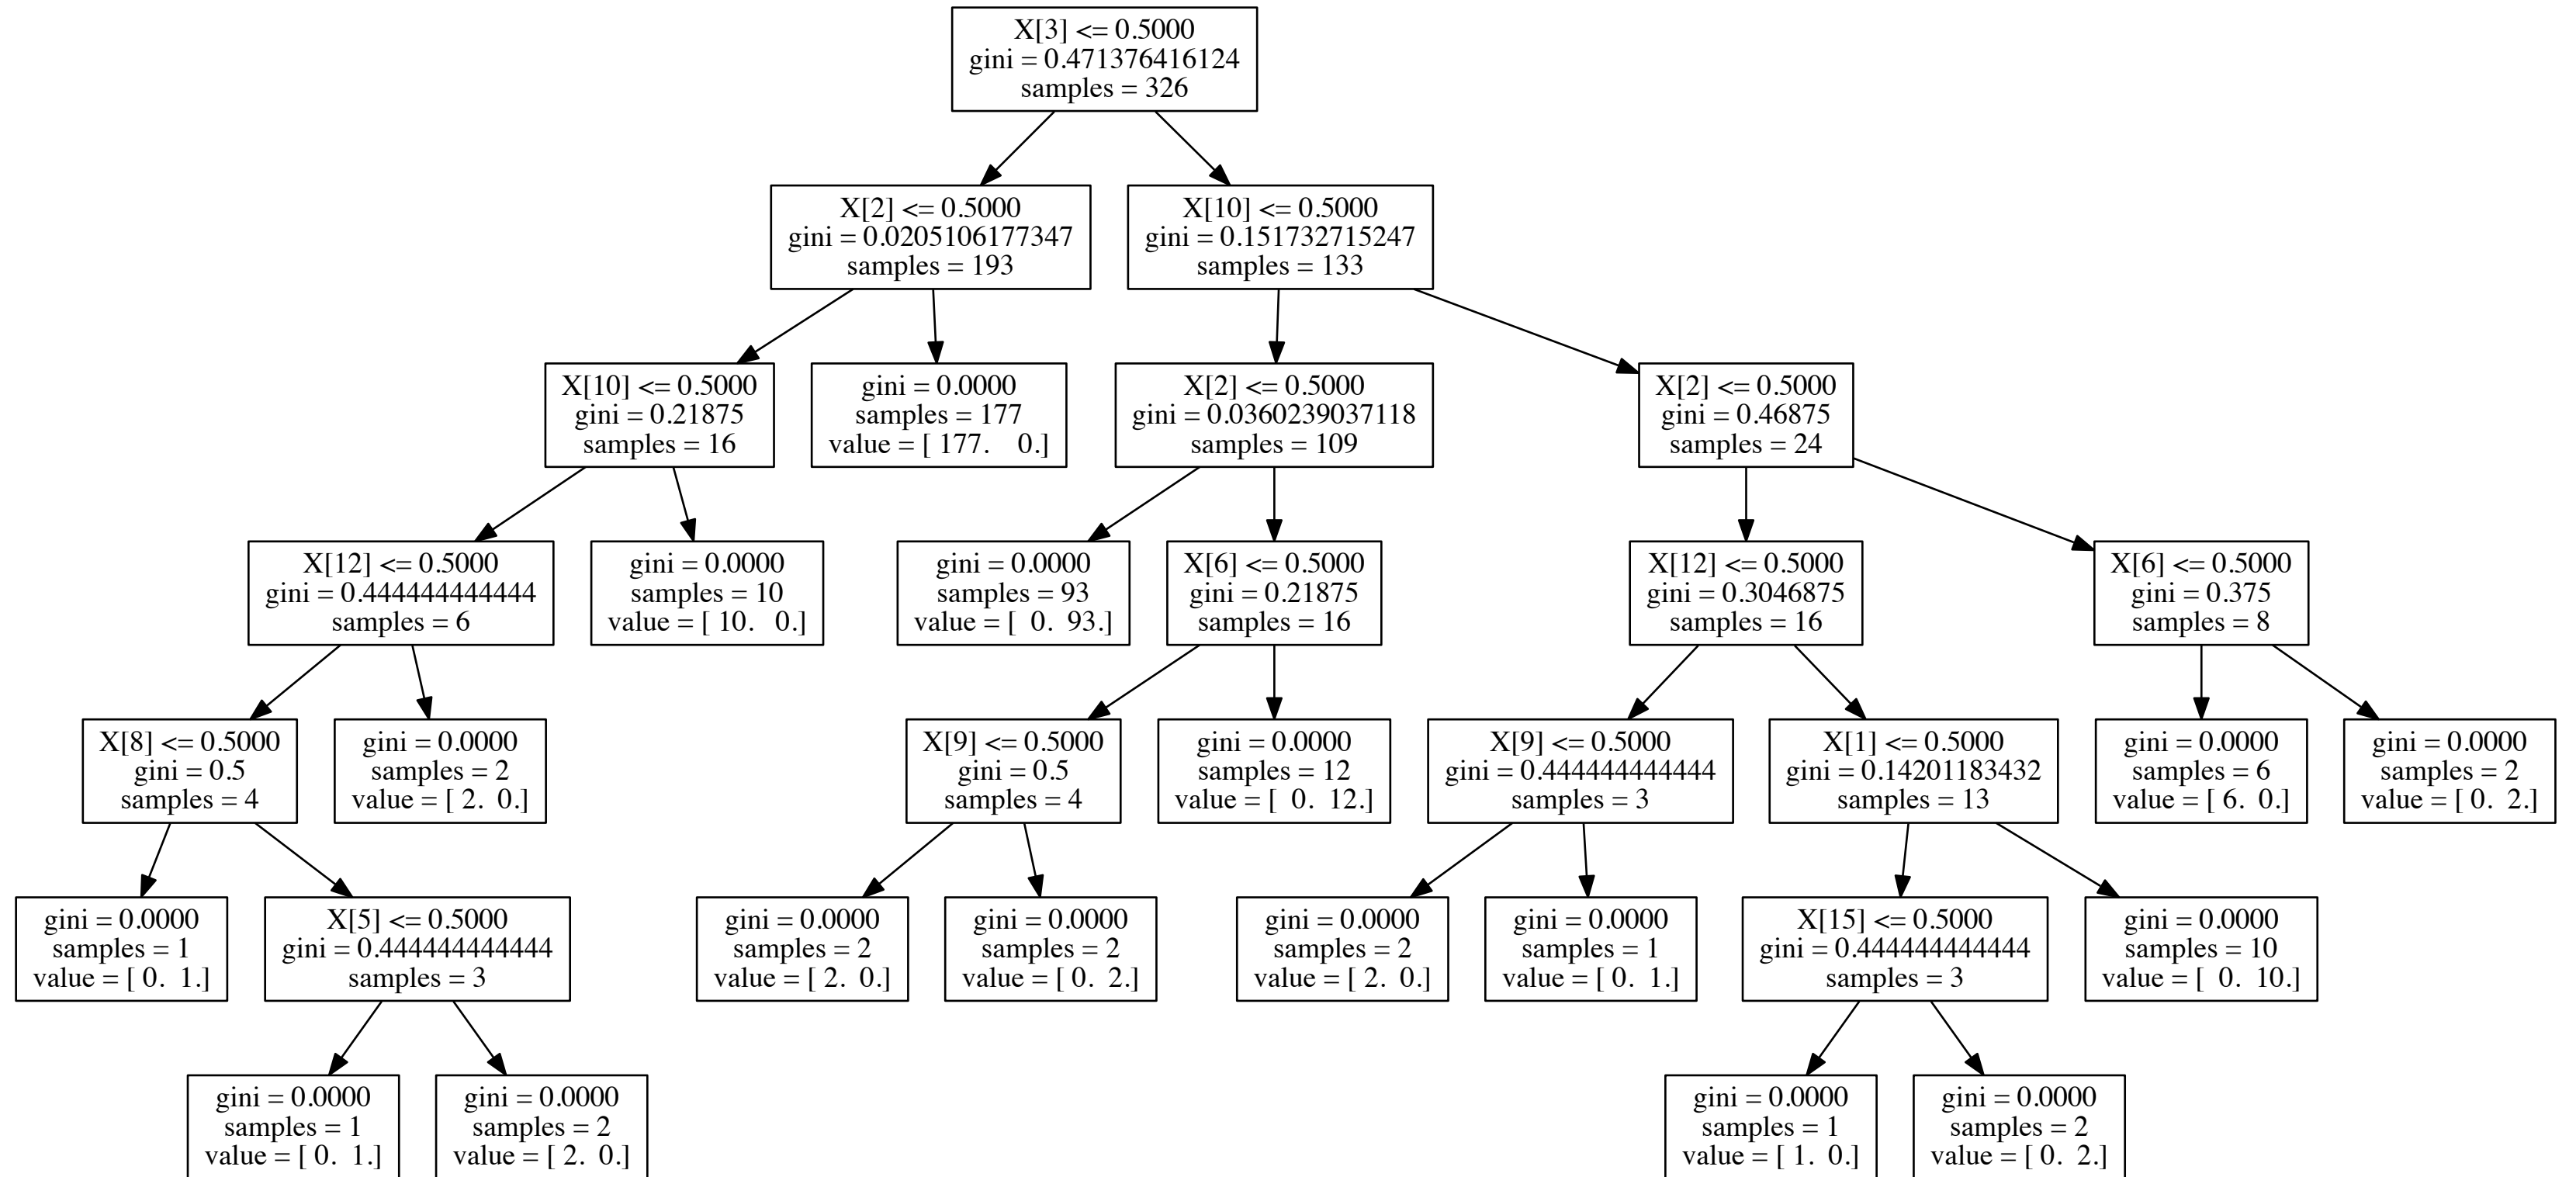 X[3] <= 0.5000
gini = 0.471376416124
samples = 326
X[2] <= 0.5000
gini = 0.0205106177347
samples = 193
X[10] <= 0.5000
gini = 0.151732715247
samples = 133
X[10] <= 0.5000
gini = 0.21875
samples = 16
gini = 0.0000
samples = 177
value = [ 177.    0.]
X[2] <= 0.5000
gini = 0.0360239037118
samples = 109
X[2] <= 0.5000
gini = 0.46875
samples = 24
X[12] <= 0.5000
gini = 0.444444444444
samples = 6
gini = 0.0000
samples = 10
value = [ 10.   0.]
gini = 0.0000
samples = 93
value = [  0.  93.]
X[6] <= 0.5000
gini = 0.21875
samples = 16
X[12] <= 0.5000
gini = 0.3046875
samples = 16
X[6] <= 0.5000
gini = 0.375
samples = 8
X[8] <= 0.5000
gini = 0.5
samples = 4
gini = 0.0000
samples = 2
value = [ 2.  0.]
X[9] <= 0.5000
gini = 0.5
samples = 4
gini = 0.0000
samples = 12
value = [  0.  12.]
X[9] <= 0.5000
gini = 0.444444444444
samples = 3
X[1] <= 0.5000
gini = 0.14201183432
samples = 13
gini = 0.0000
samples = 6
value = [ 6.  0.]
gini = 0.0000
samples = 2
value = [ 0.  2.]
gini = 0.0000
samples = 1
value = [ 0.  1.]
X[5] <= 0.5000
gini = 0.444444444444
samples = 3
gini = 0.0000
samples = 2
value = [ 2.  0.]
gini = 0.0000
samples = 2
value = [ 0.  2.]
gini = 0.0000
samples = 2
value = [ 2.  0.]
gini = 0.0000
samples = 1
value = [ 0.  1.]
X[15] <= 0.5000
gini = 0.444444444444
samples = 3
gini = 0.0000
samples = 10
value = [  0.  10.]
gini = 0.0000
samples = 1
value = [ 0.  1.]
gini = 0.0000
samples = 2
value = [ 2.  0.]
gini = 0.0000
samples = 1
value = [ 1.  0.]
gini = 0.0000
samples = 2
value = [ 0.  2.]